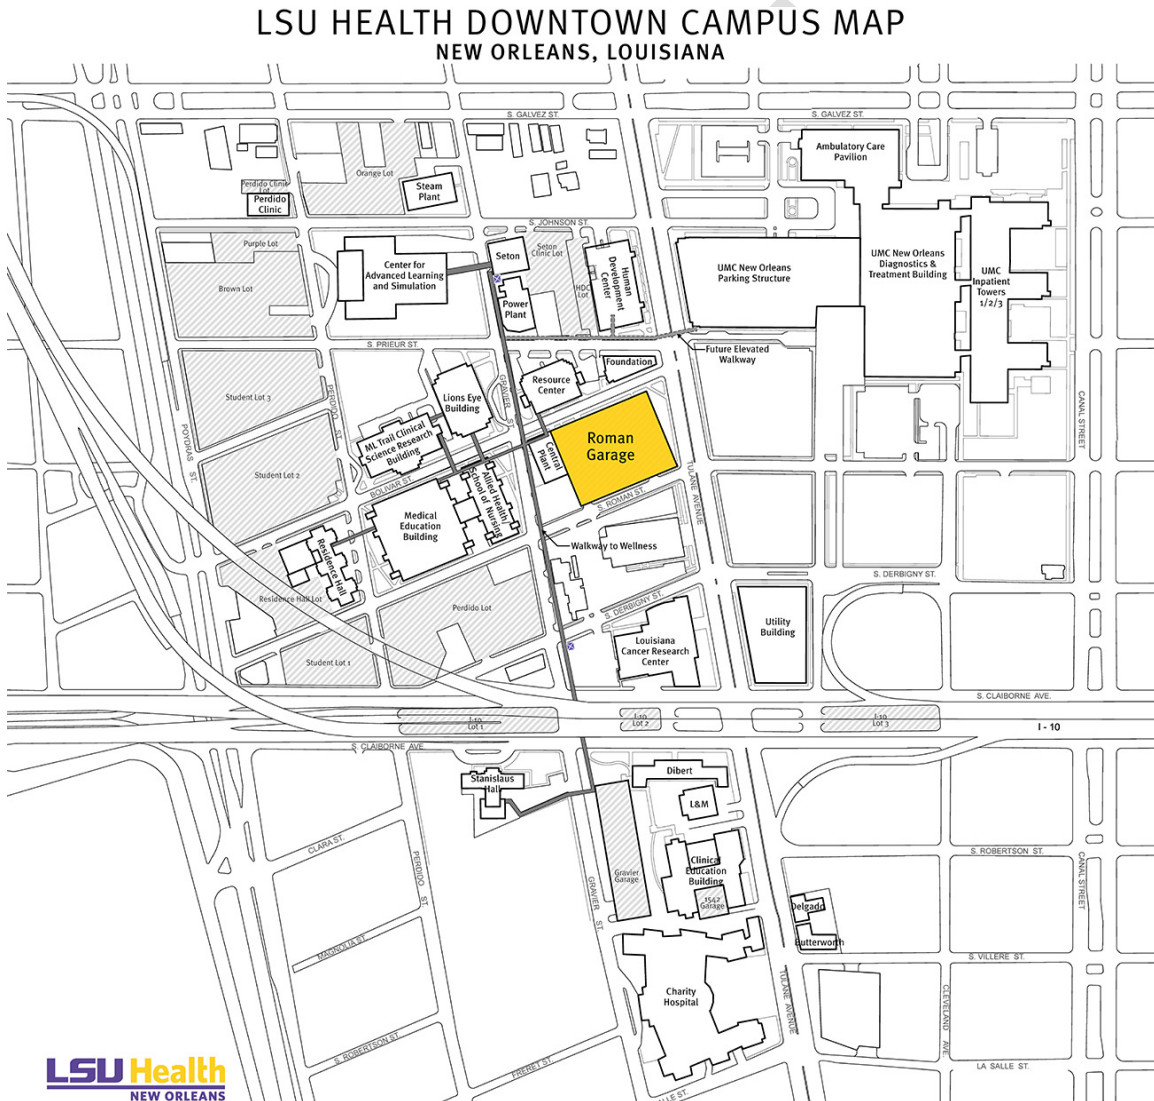 LSU HEALTH DOWNTOWN CAMPUS MAP
NEW ORLEANS, LOUISIANA
S. GALVEZ ST.
S. GALVEZ ST.
Ambulatory Care
Pavilion
Orange Lot
Steam
Plant
Perdido Clinic
Lot
Perdido
Clinic
S. JOHNSON ST.
Purple Lot
Seton
Seton
Clinic Lot
Human
Development
Center
HDC
Lot
Center for
Advanced Learning
and Simulation
Brown Lot
Power
Plant
UMC New Orleans
Parking Structure
UMC New Orleans
Diagnostics &
Treatment Building
UMC
Inpatient
Towers
1/2/3
S. PRIEUR ST.
Future Elevated
Walkway
Foundation
Resource
Center
GRAVIER ST.
Lions Eye
Building
Student Lot 3
PERDIDO ST.
POYDRAS ST.
CANAL STREET
ML Trail Clinical
Science Research
Building
Roman
Garage
Central
Plant
Student Lot 2
BOLIVAR ST.
Allied Health/
School of Nursing
S. ROMAN ST.
TULANE AVENUE
Medical
Education
Building
Walkway to Wellness
Residence Hall
S. DERBIGNY ST.
Residence Hall Lot
Perdido Lot
S. DERBIGNY ST.
Utility
Building
Louisiana
Cancer Research
Center
Student Lot 1
S. CLAIBORNE AVE.
I-10
Lot 1
I-10
Lot 2
I-10
Lot 3
I - 10
S. CLAIBORNE AVE.
Stanislaus
Hall
Dibert
L&M
CLARA ST.
PERDIDO ST.
S. ROBERTSON ST.
CANAL STREET
Clinical
Education
Building
Gravier
Garage
1542
Garage
GRAVIER ST.
Delgado
Butterworth
MAGNOLIA ST.
S. VILLERE ST.
Charity
Hospital
TULANE AVENUE
CLEVELAND AVE.
S. ROBERTSON ST.
FRERET ST.
LA SALLE ST.
LLE ST.
LSU Health
NEW ORLEANS